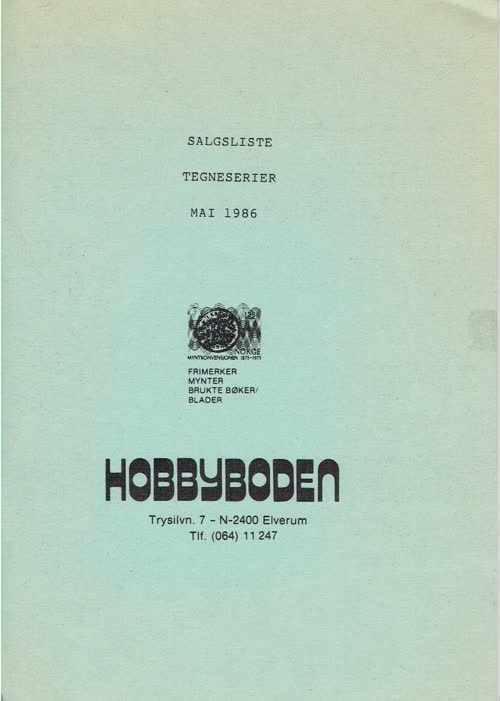 SALGSLISTE
TEGNESERIER
MAI 1986
NORGE
MYNTKONVENSJONEN 1875-1975
FRIMERKER
MYNTER
BRUKTE BØKER/
BLADER
HOBBYBODEN
Trysilvn. 7 – N-2400 Elverum
Tlf. (064) 11 247